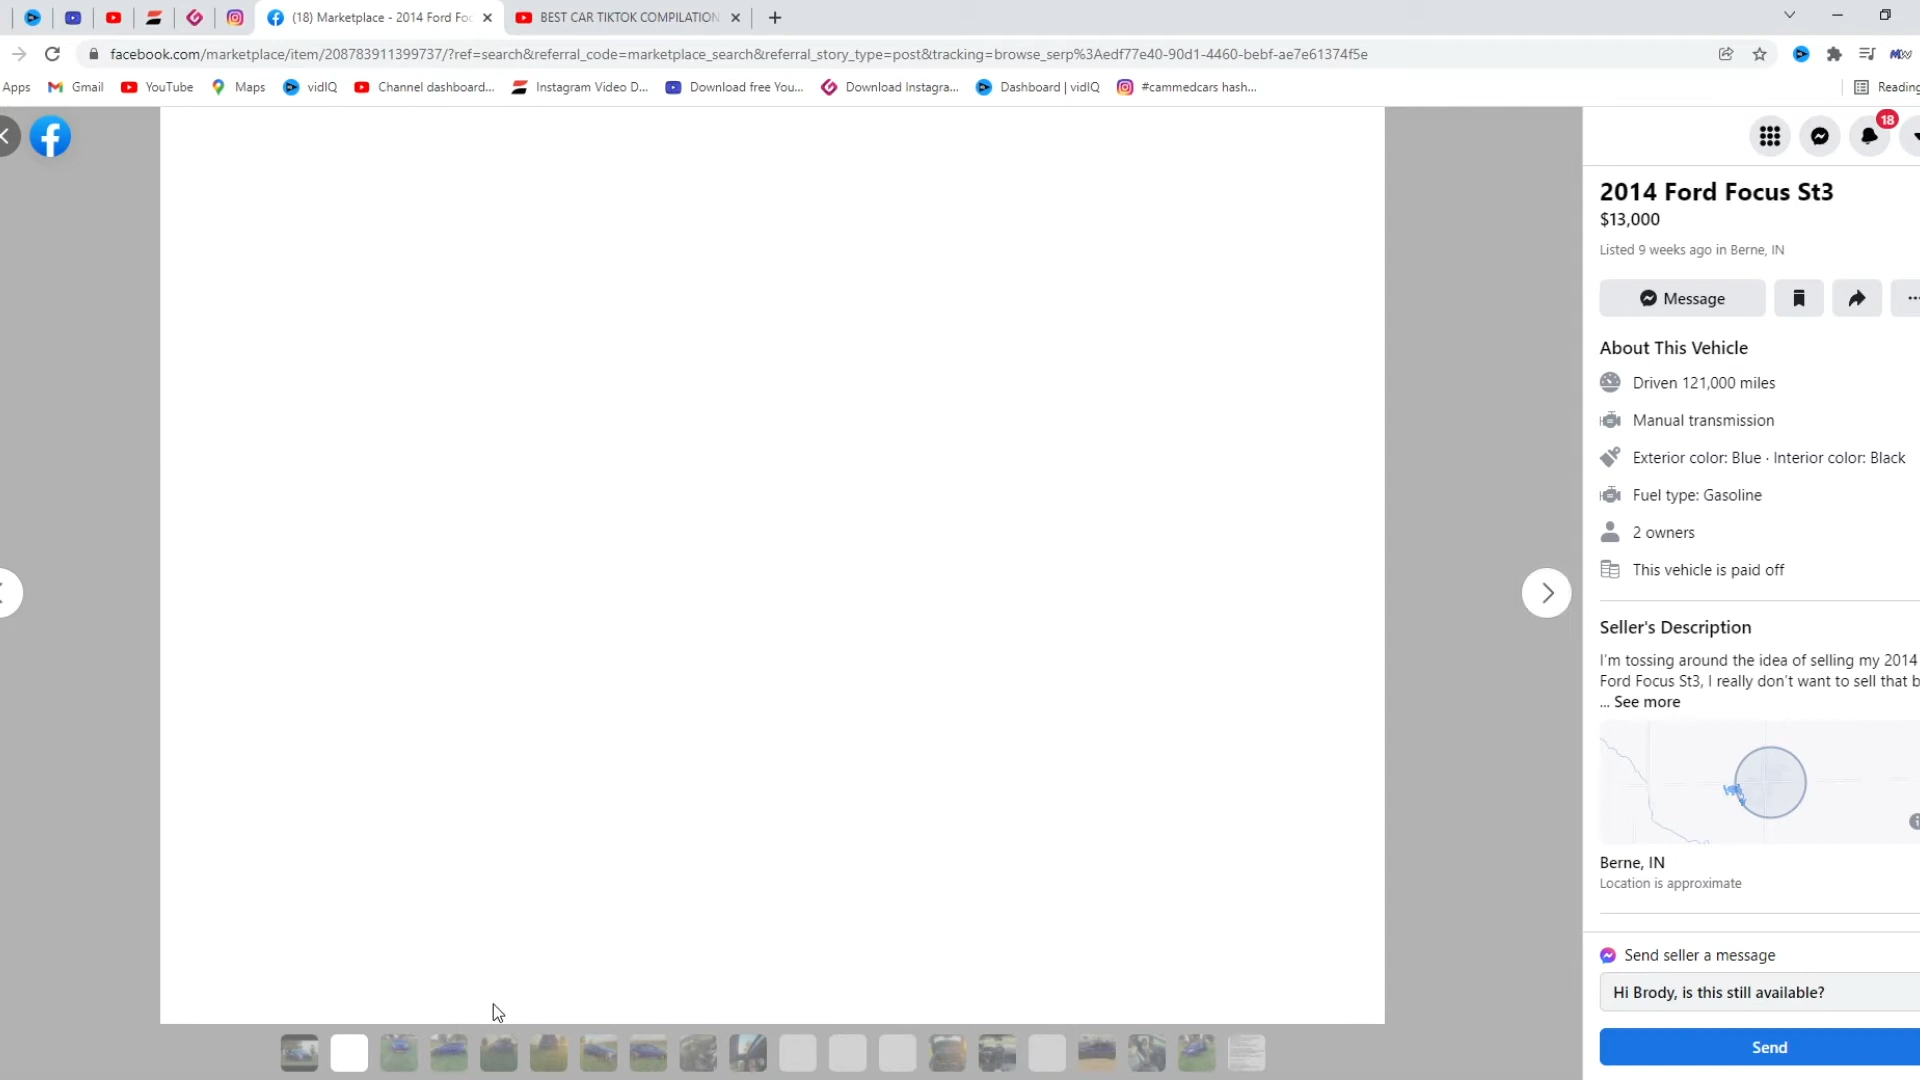 (18) Marketplace - 2014 Ford Foc
BEST CAR TIKTOK COMPILATION
facebook.com/marketplace/item/208783911399737/?ref=search&referral_code=marketplace_search&referral_story_type=post&tracking=browse_serp%3Aedf77e40-90d1-4460-bebf-ae7e61374f5e
Apps Gmail YouTube Maps vidIQ Channel dashboard... Instagram Video D... Download free You... Download Instagra... Dashboard | vidIQ #cammedcars hash... Reading
18
2014 Ford Focus St3
$13,000
Listed 9 weeks ago in Berne, IN
Message
About This Vehicle
Driven 121,000 miles
Manual transmission
Exterior color: Blue · Interior color: Black
Fuel type: Gasoline
2 owners
This vehicle is paid off
Seller's Description
I'm tossing around the idea of selling my 2014
Ford Focus St3, I really don't want to sell that b
... See more
Berne, IN
Location is approximate
Send seller a message
Hi Brody, is this still available?
Send